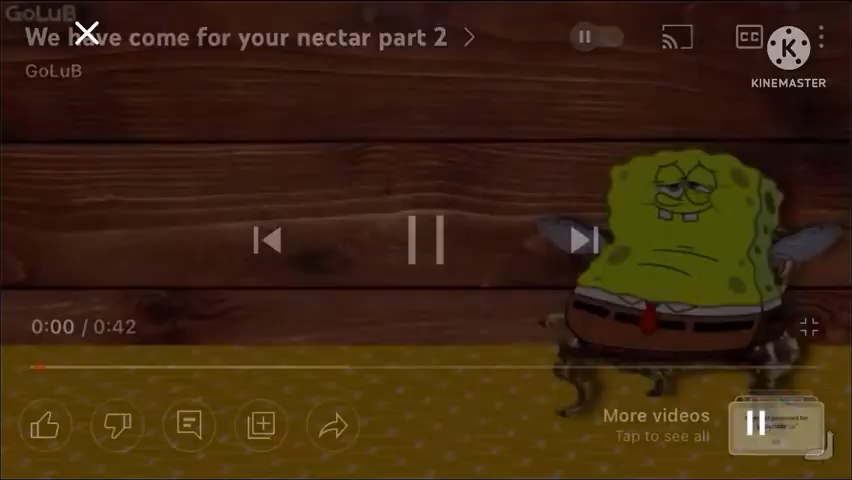 GoLuB
We have come for your nectar part 2
GoLuB
CC
K
KINEMASTER
0:00 / 0:42
More videos
Tap to see all